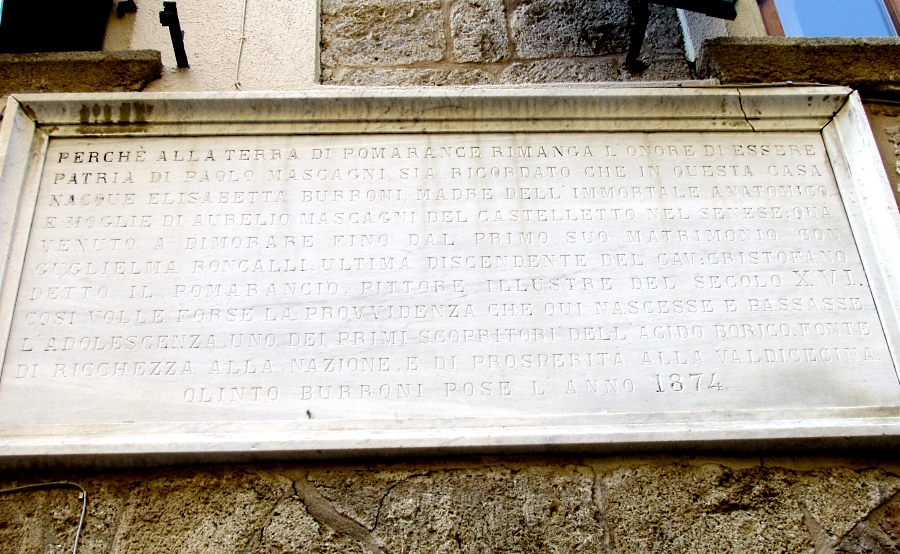 PERCHÈ ALLA TERRA DI POMARANCE RIMANGA L'ONORE DI ESSERE
PATRIA DI PAOLO MASCAGNI, SIA RICORDATO CHE IN QUESTA CASA
NACQUE ELISABETTA BURRONI, MADRE DELL'IMMORTALE ANATOMICO,
E MOGLIE DI AURELIO MASCAGNI DEL CASTELLETTO NEL SENESE; QUA
VENUTO A DIMORARE FINO DAL PRIMO SUO MATRIMONIO CON
GUGLIELMA RONCALLI, ULTIMA DISCENDENTE DEL CAV. CRISTOFANO
DETTO IL POMARANCIO, PITTORE ILLUSTRE DEL SECOLO XVI.
COSI VOLLE FORSE LA PROVVIDENZA CHE QUI NASCESSE E PASSASSE
L'ADOLESCENZA UNO DEI PRIMI SCOPRITORI DELL'ACIDO BORICO, FONTE
DI RICCHEZZA ALLA NAZIONE, E DI PROSPERITÀ ALLA VALDICECINA.
OLINTO BURRONI POSE L'ANNO 1874